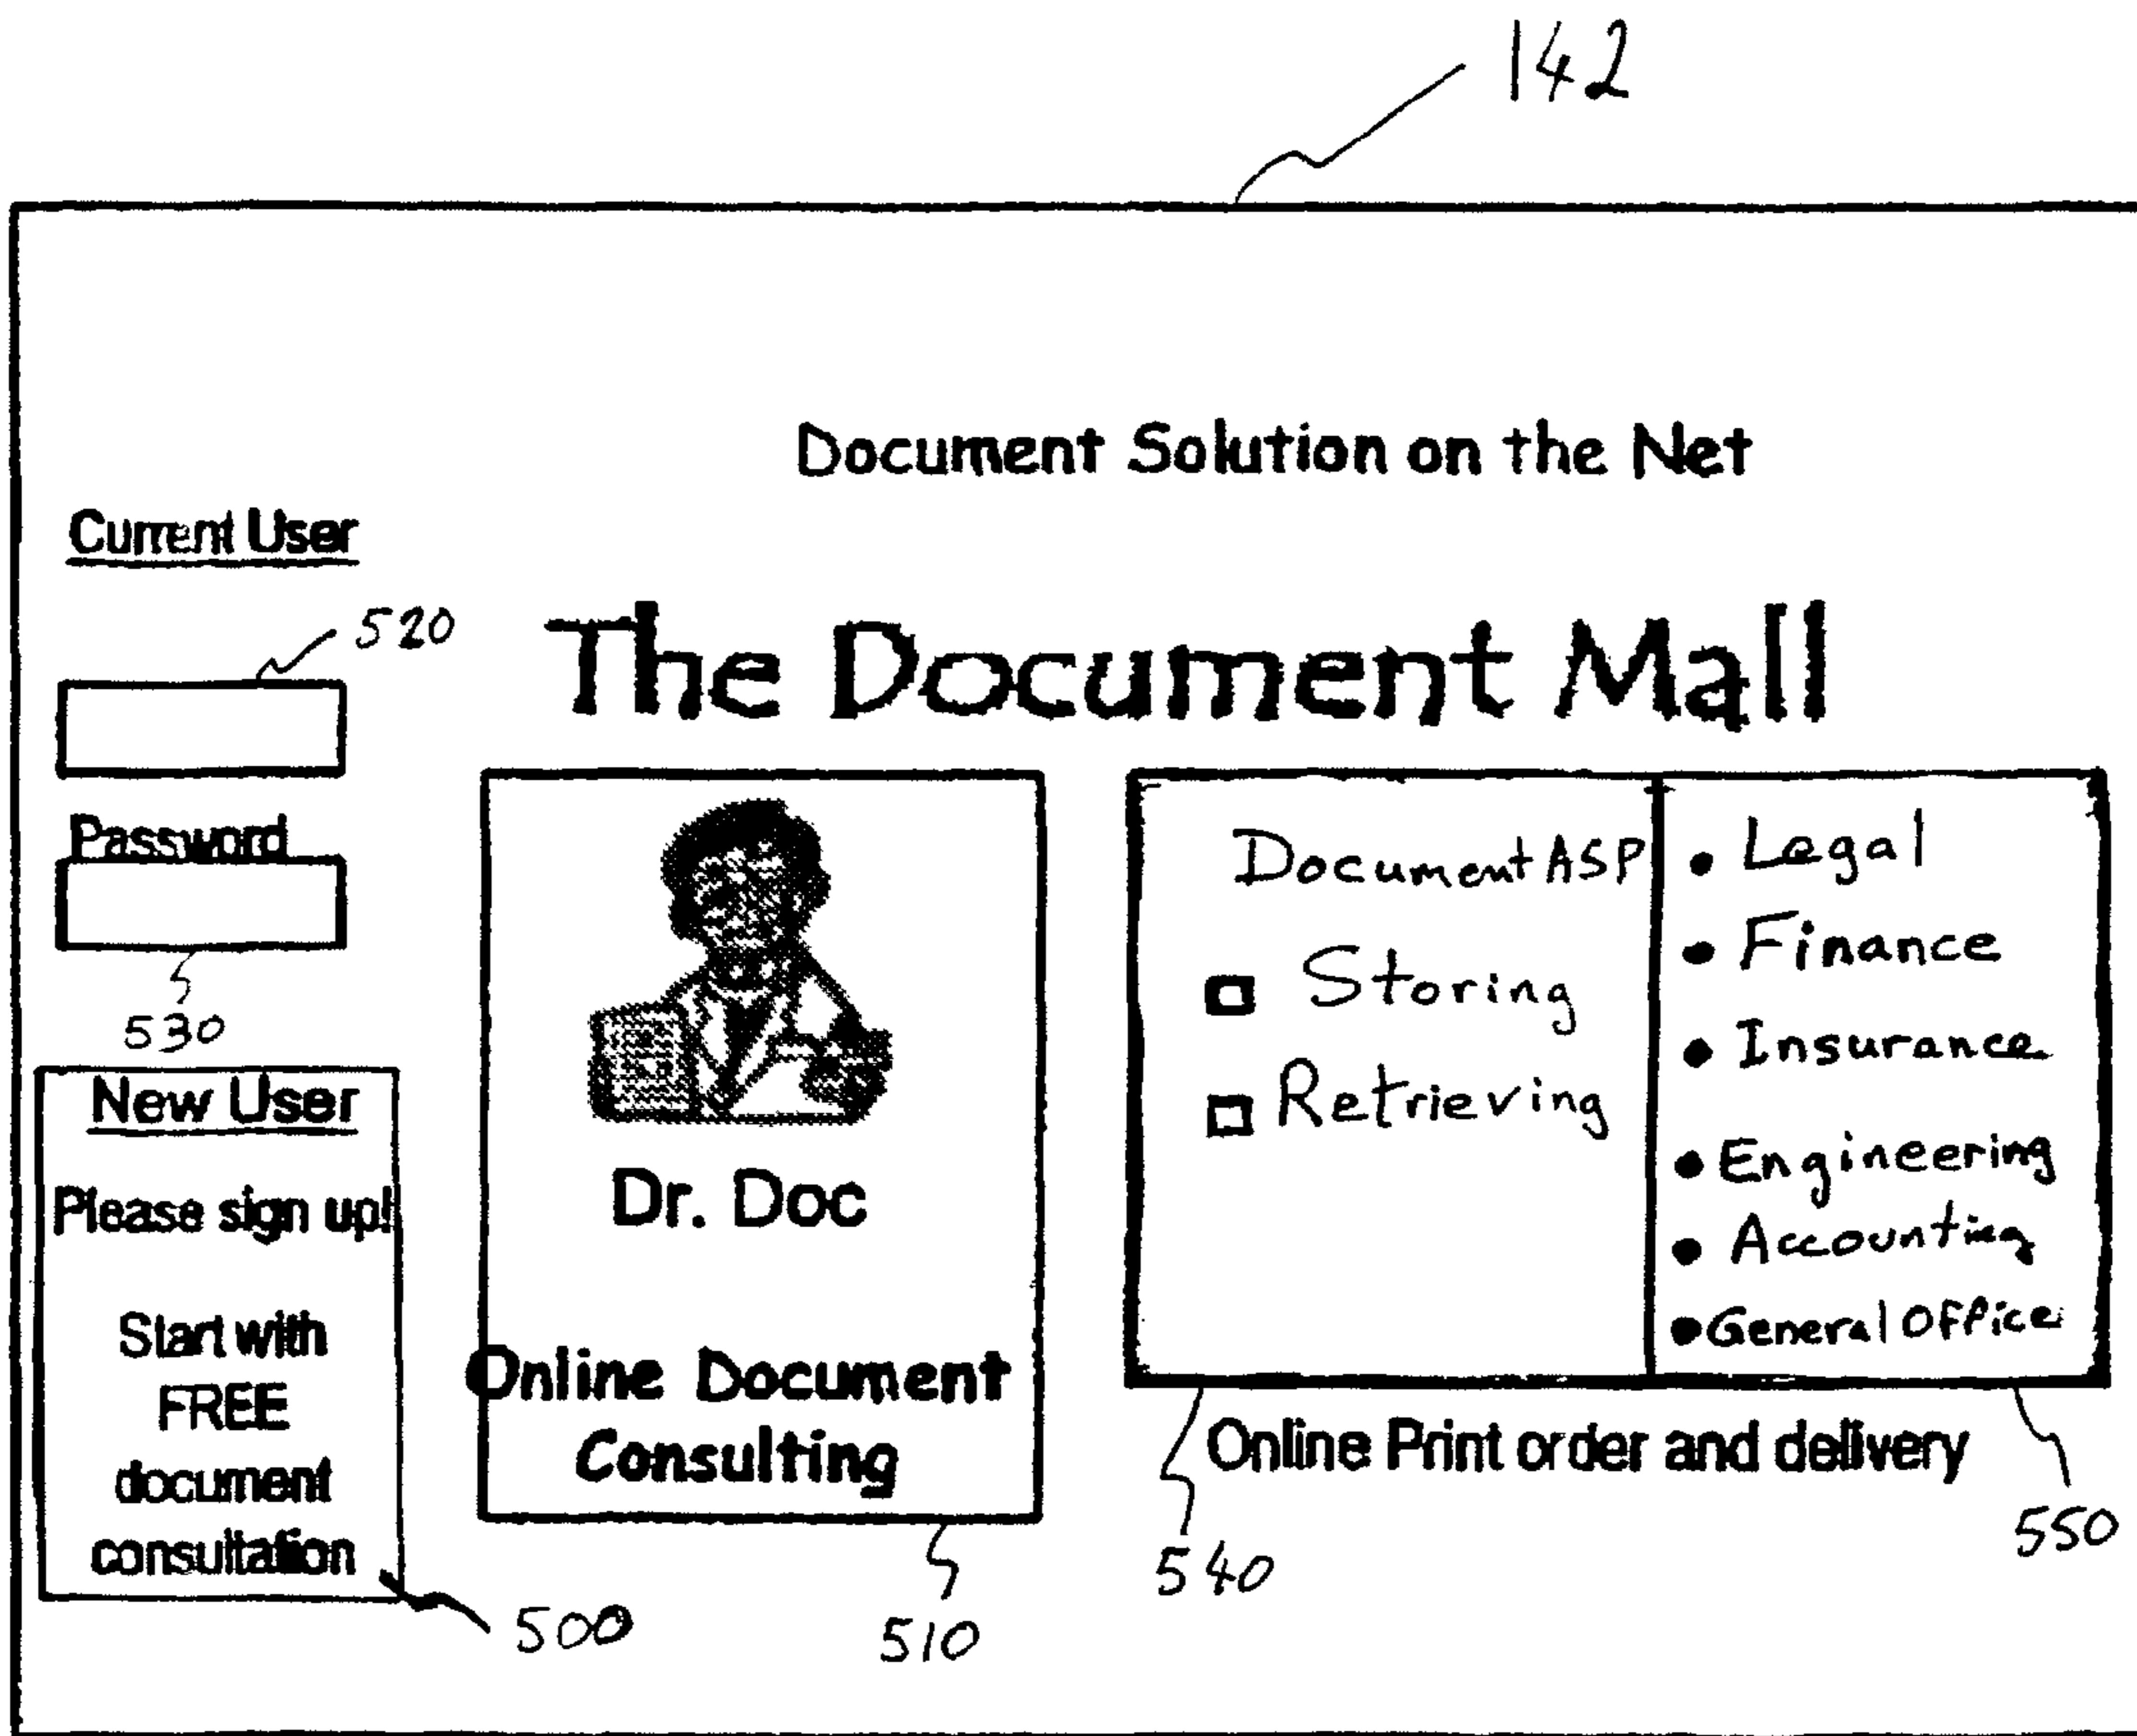 142
Document Solution on the Net
Current User
520
The Document Mall
Password
530
New User
Please sign up!
Start with
FREE
document
consultation
500
Dr. Doc
Online Document
Consulting
510
DocumentASP
Storing
Retrieving
540
• Legal
• Finance
• Insurance
• Engineering
• Accounting
• General Office
550
Online Print order and delivery